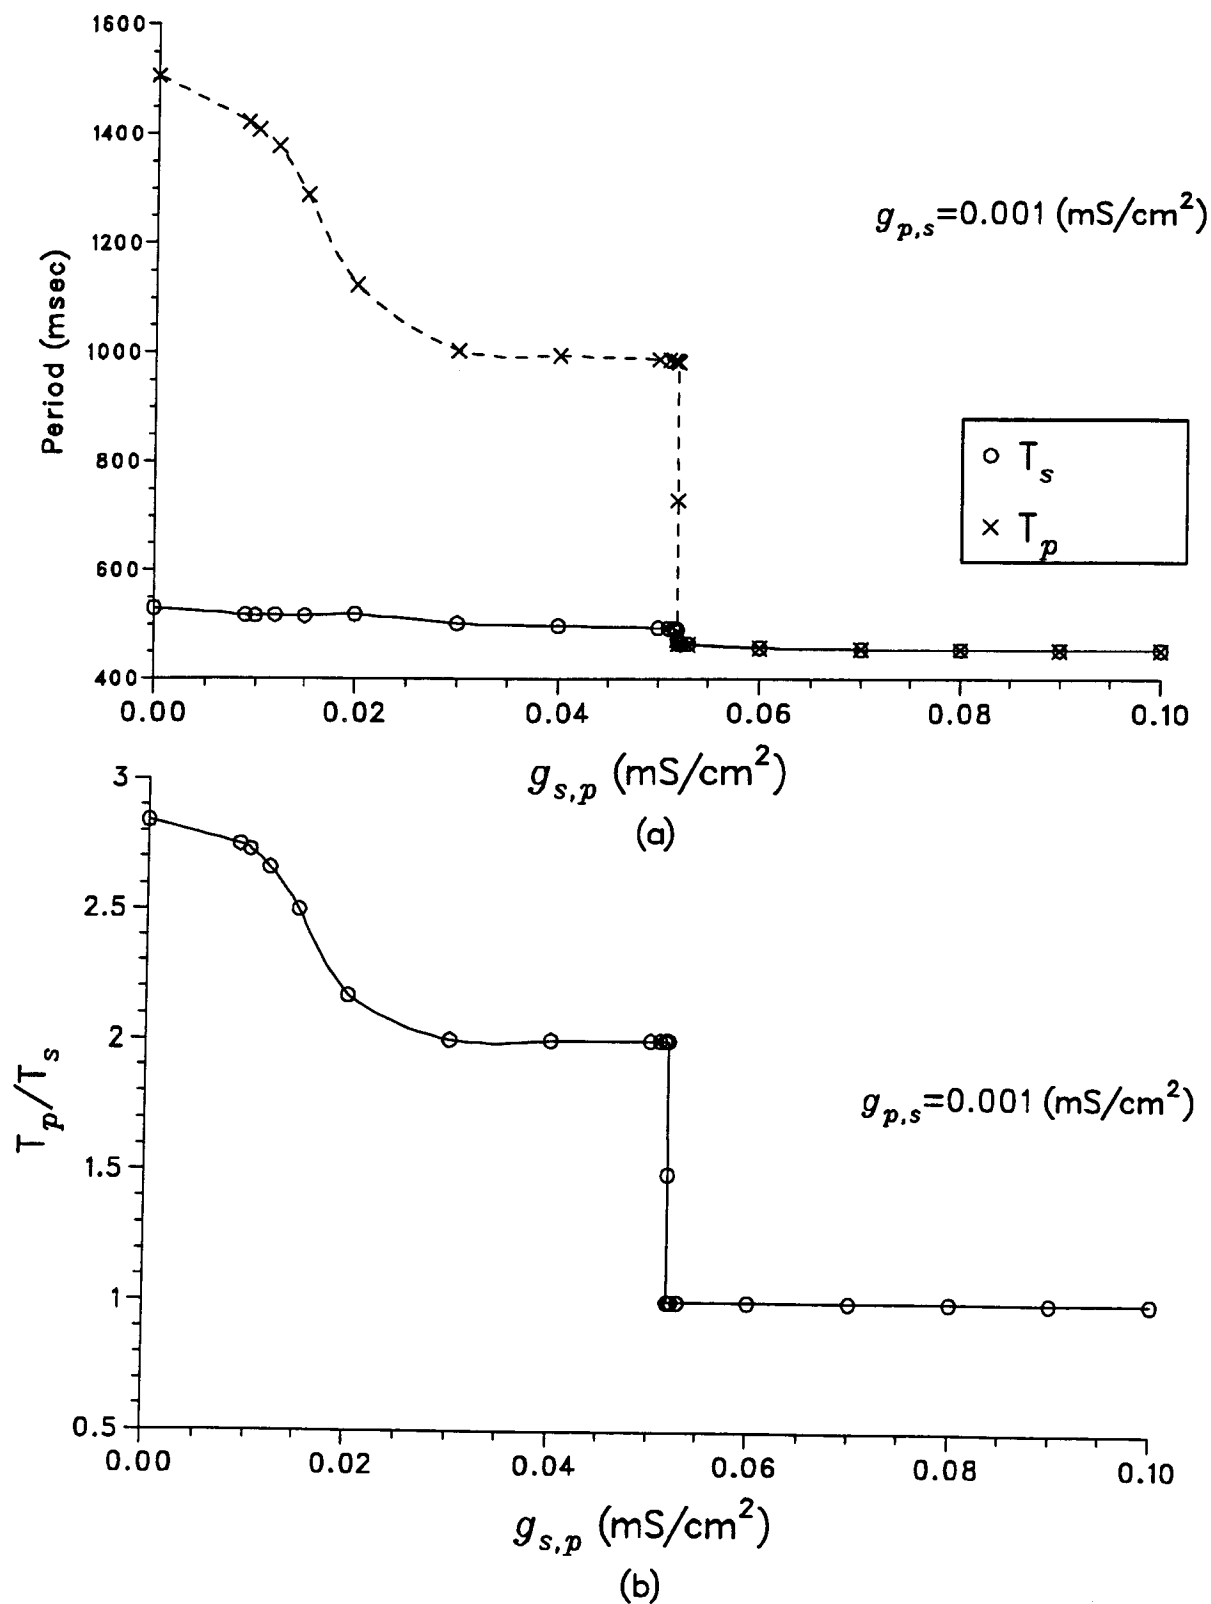 1600
1400
1200
1000
800
600
400
Period (msec)
g_{p,s}=0.001 (mS/cm^2)
T_s
T_p
0.00 0.02 0.04 0.06 0.08 0.10
g_{s,p} (mS/cm^2)
(a)
3
2.5
2
1.5
1
0.5
T_p/T_s
g_{p,s}=0.001 (mS/cm^2)
0.00 0.02 0.04 0.06 0.08 0.10
g_{s,p} (mS/cm^2)
(b)